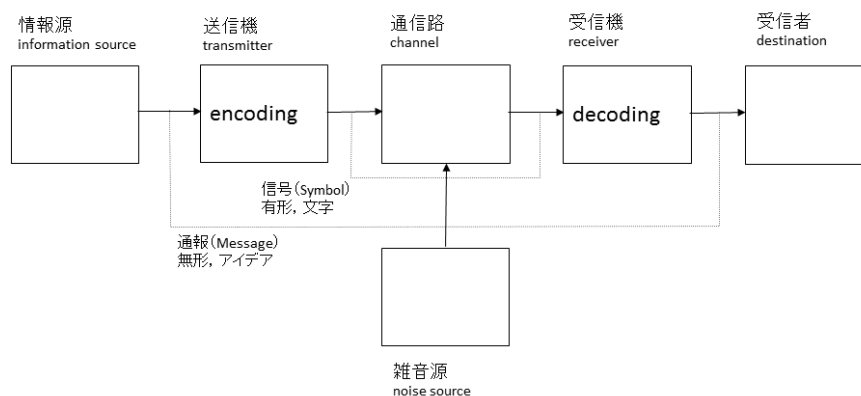 情報源
information source
送信機
transmitter
通信路
channel
受信機
receiver
受信者
destination
encoding
decoding
信号(Symbol)
有形, 文字
通報(Message)
無形, アイデア
雑音源
noise source